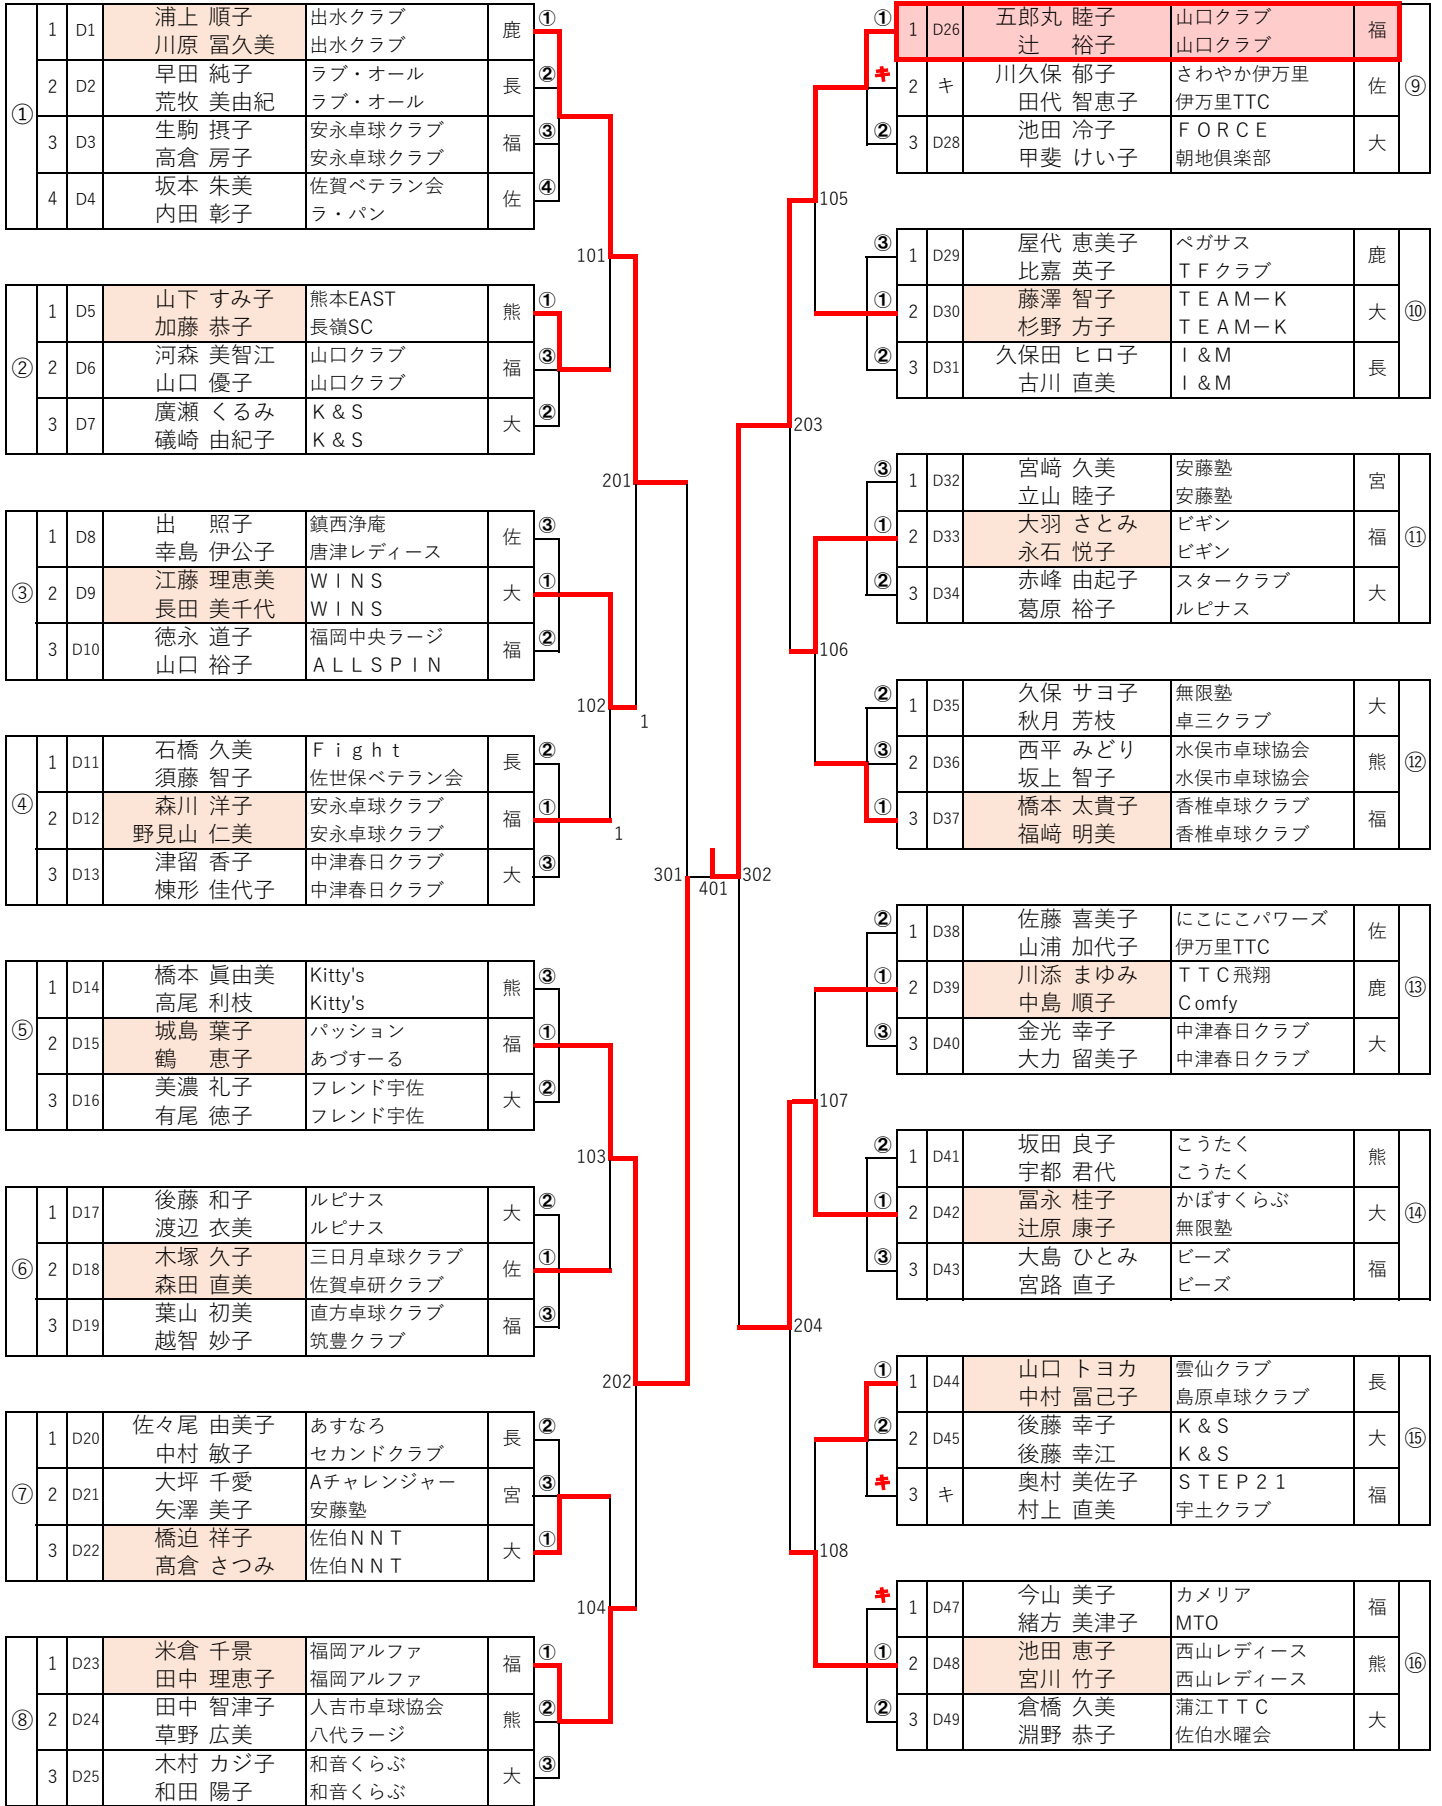 ①
1 D1 浦上 順子 出水クラブ 鹿 ①
川原 冨久美 出水クラブ
2 D2 早田 純子 ラブ・オール 長 ②
荒牧 美由紀 ラブ・オール
3 D3 生駒 摂子 安永卓球クラブ 福 ③
高倉 房子 安永卓球クラブ
4 D4 坂本 朱美 佐賀ベテラン会 佐 ④
内田 彰子 ラ・パン
101
②
1 D5 山下 すみ子 熊本EAST 熊 ①
加藤 恭子 長嶺SC
2 D6 河森 美智江 山口クラブ 福 ③
山口 優子 山口クラブ
3 D7 廣瀬 くるみ K＆S 大 ②
礒崎 由紀子 K＆S
201
③
1 D8 出 照子 鎮西浄庵 佐 ③
幸島 伊公子 唐津レディース
2 D9 江藤 理恵美 ＷＩＮＳ 大 ①
長田 美千代 ＷＩＮＳ
3 D10 徳永 道子 福岡中央ラージ 福 ②
山口 裕子 ＡＬＬＳＰＩＮ
102
1
④
1 D11 石橋 久美 Ｆｉｇｈｔ 長 ②
須藤 智子 佐世保ベテラン会
2 D12 森川 洋子 安永卓球クラブ 福 ①
野見山 仁美 安永卓球クラブ
1
3 D13 津留 香子 中津春日クラブ 大 ③
棟形 佳代子 中津春日クラブ
301
401
302
⑤
1 D14 橋本 眞由美 Kitty's 熊 ③
高尾 利枝 Kitty's
2 D15 城島 葉子 パッション 福 ①
鶴 恵子 あづすーる
3 D16 美濃 礼子 フレンド宇佐 大 ②
有尾 徳子 フレンド宇佐
103
⑥
1 D17 後藤 和子 ルピナス 大 ②
渡辺 衣美 ルピナス
2 D18 木塚 久子 三日月卓球クラブ 佐 ①
森田 直美 佐賀卓研クラブ
3 D19 葉山 初美 直方卓球クラブ 福 ③
越智 妙子 筑豊クラブ
202
⑦
1 D20 佐々尾 由美子 あすなろ 長 ②
中村 敏子 セカンドクラブ
2 D21 大坪 千愛 Aチャレンジャー 宮 ③
矢澤 美子 安藤塾
3 D22 橋迫 祥子 佐伯ＮＮＴ 大 ①
髙倉 さつみ 佐伯ＮＮＴ
104
⑧
1 D23 米倉 千景 福岡アルファ 福 ①
田中 理恵子 福岡アルファ
2 D24 田中 智津子 人吉市卓球協会 熊 ②
草野 広美 八代ラージ
3 D25 木村 カジ子 和音くらぶ 大 ③
和田 陽子 和音くらぶ
⑨
① 1 D26 五郎丸 睦子 山口クラブ 福
辻 裕子 山口クラブ
キ 2 キ 川久保 郁子 さわやか伊万里 佐
田代 智恵子 伊万里TTC
② 3 D28 池田 冷子 ＦＯＲＣＥ 大
甲斐 けい子 朝地倶楽部
105
⑩
③ 1 D29 屋代 恵美子 ペガサス 鹿
比嘉 英子 ＴＦクラブ
① 2 D30 藤澤 智子 ＴＥＡＭーＫ 大
杉野 方子 ＴＥＡＭーＫ
② 3 D31 久保田 ヒロ子 Ｉ＆Ｍ 長
古川 直美 Ｉ＆Ｍ
203
⑪
③ 1 D32 宮﨑 久美 安藤塾 宮
立山 睦子 安藤塾
① 2 D33 大羽 さとみ ビギン 福
永石 悦子 ビギン
② 3 D34 赤峰 由起子 スタークラブ 大
葛原 裕子 ルピナス
106
⑫
② 1 D35 久保 サヨ子 無限塾 大
秋月 芳枝 卓三クラブ
③ 2 D36 西平 みどり 水俣市卓球協会 熊
坂上 智子 水俣市卓球協会
① 3 D37 橋本 太貴子 香椎卓球クラブ 福
福﨑 明美 香椎卓球クラブ
⑬
② 1 D38 佐藤 喜美子 にこにこパワーズ 佐
山浦 加代子 伊万里TTC
① 2 D39 川添 まゆみ ＴＴＣ飛翔 鹿
中島 順子 Ｃomfy
③ 3 D40 金光 幸子 中津春日クラブ 大
大力 留美子 中津春日クラブ
107
⑭
② 1 D41 坂田 良子 こうたく 熊
宇都 君代 こうたく
① 2 D42 冨永 桂子 かぼすくらぶ 大
辻原 康子 無限塾
③ 3 D43 大島 ひとみ ビーズ 福
宮路 直子 ビーズ
204
⑮
① 1 D44 山口 トヨカ 雲仙クラブ 長
中村 冨己子 島原卓球クラブ
② 2 D45 後藤 幸子 K＆S 大
後藤 幸江 K＆S
キ 3 キ 奥村 美佐子 ＳＴＥＰ２１ 福
村上 直美 宇土クラブ
108
⑯
キ 1 D47 今山 美子 カメリア 福
緒方 美津子 MTO
① 2 D48 池田 恵子 西山レディース 熊
宮川 竹子 西山レディース
② 3 D49 倉橋 久美 蒲江ＴＴＣ 大
淵野 恭子 佐伯水曜会